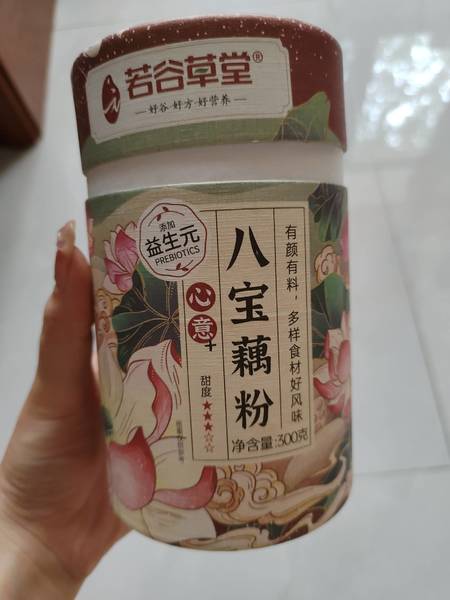 若谷草堂®
好谷·好方·好营养
添加
益生元
PREBIOTICS
心意+
八宝藕粉
有颜有料，多样食材好风味
甜度★★★☆☆
净含量:300克